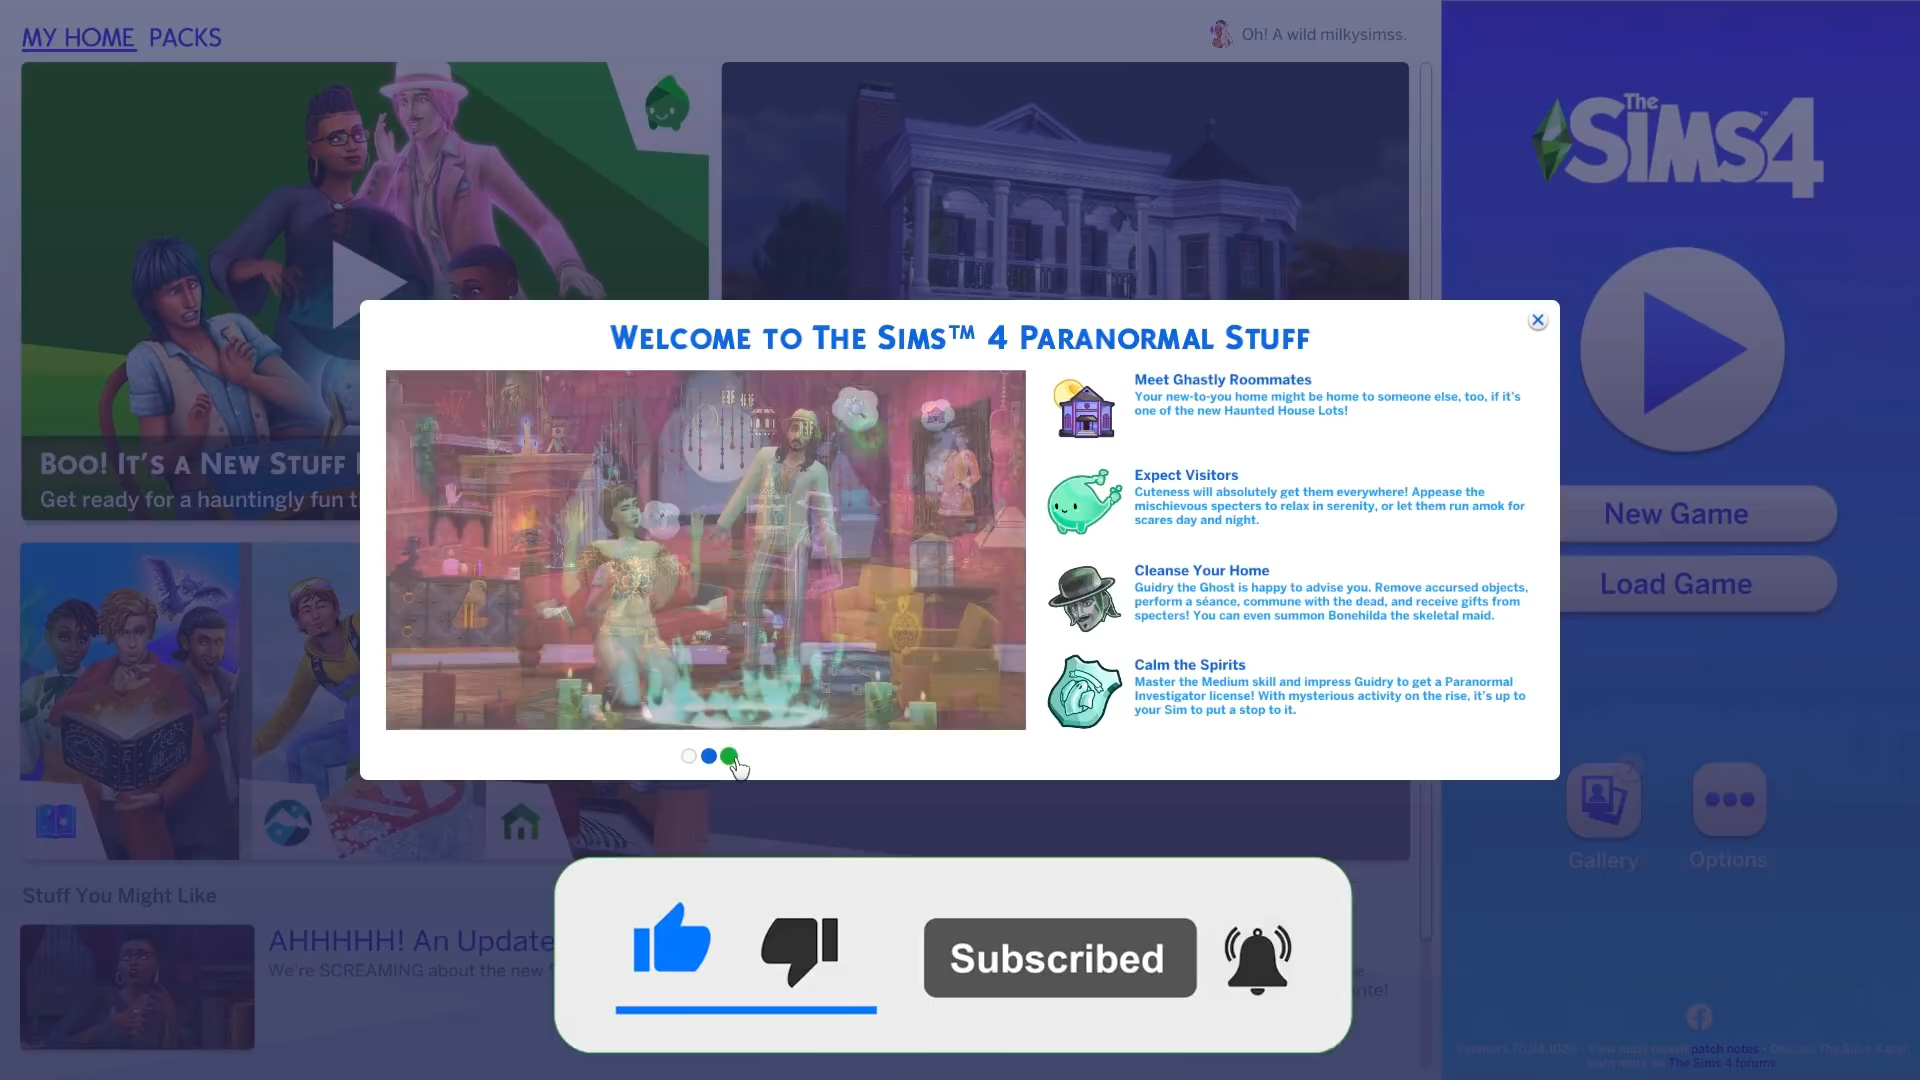 MY HOME PACKS
Oh! A wild milkysimss.
The Sims 4
WELCOME TO THE SIMS™ 4 PARANORMAL STUFF
Meet Ghastly Roommates
Your new-to-you home might be home to someone else, too, if it's
one of the new Haunted House Lots!
Expect Visitors
Cuteness will absolutely get them everywhere! Appease the
mischievous specters to relax in serenity, or let them run amok for
scares day and night.
Cleanse Your Home
Guidry the Ghost is happy to advise you. Remove accursed objects,
perform a séance, commune with the dead, and receive gifts from
specters! You can even summon Bonehilda the skeletal maid.
Calm the Spirits
Master the Medium skill and impress Guidry to get a Paranormal
Investigator license! With mysterious activity on the rise, it's up to
your Sim to put a stop to it.
BOO! IT'S A NEW STUFF
Get ready for a hauntingly fun
New Game
Load Game
Gallery
Options
Stuff You Might Like
AHHHHH! An Update
We're SCREAMING about the new
Subscribed
patch notes
The Sims 4 forums